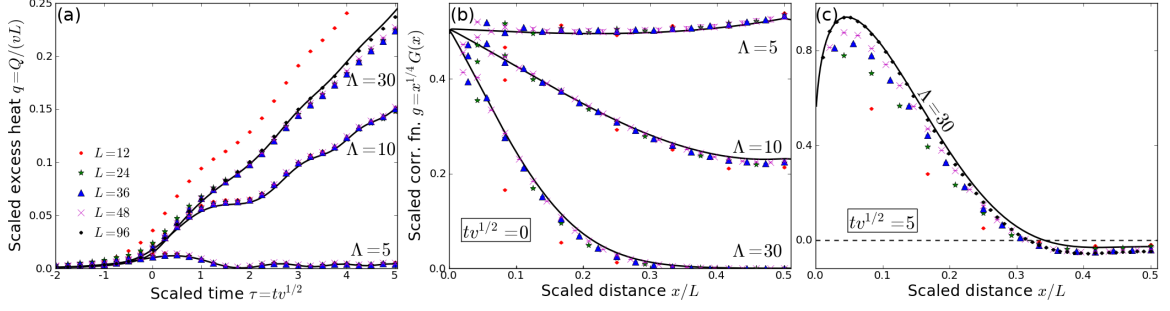 (a)
Scaled excess heat q=Q/(vL)
0.25
0.20
0.15
0.10
0.05
0.0
Λ=30
Λ=10
Λ=5
L=12
L=24
L=36
L=48
L=96
-2 -1 0 1 2 3 4 5
Scaled time τ=tv^{1/2}
(b)
Scaled corr. fn. g=x^{1/4}G(x)
0.4
0.2
0.0
Λ=5
Λ=10
Λ=30
tv^{1/2}=0
0.0 0.1 0.2 0.3 0.4 0.5
Scaled distance x/L
(c)
0.8
0.4
0.0
Λ=30
tv^{1/2}=5
0.0 0.1 0.2 0.3 0.4 0.5
Scaled distance x/L